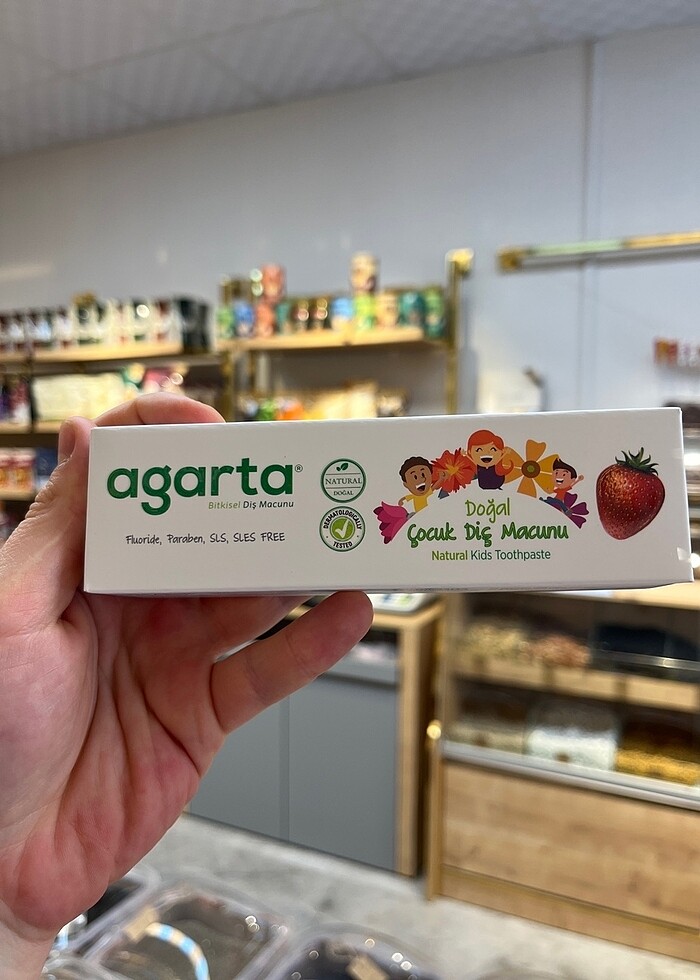 agarta®
Bitkisel Diş Macunu
Fluoride, Paraben, SLS, SLES FREE
NATURAL
DOĞAL
DERMATOLOGICALLY
TESTED
Doğal
Çocuk Diş Macunu
Natural Kids Toothpaste